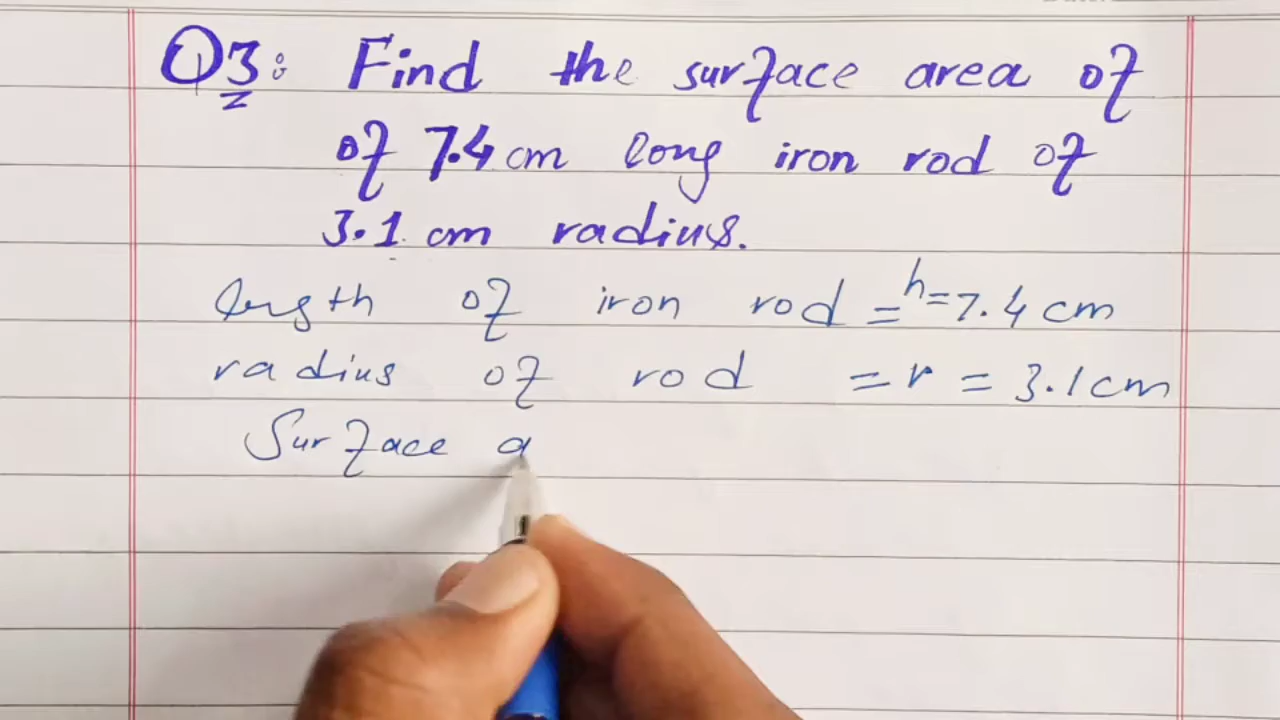 Q3: Find the surface area of
of 7.4 cm long iron rod of
3.1 cm radius.
length of iron rod = h = 7.4 cm
radius of rod = r = 3.1 cm
Surface a